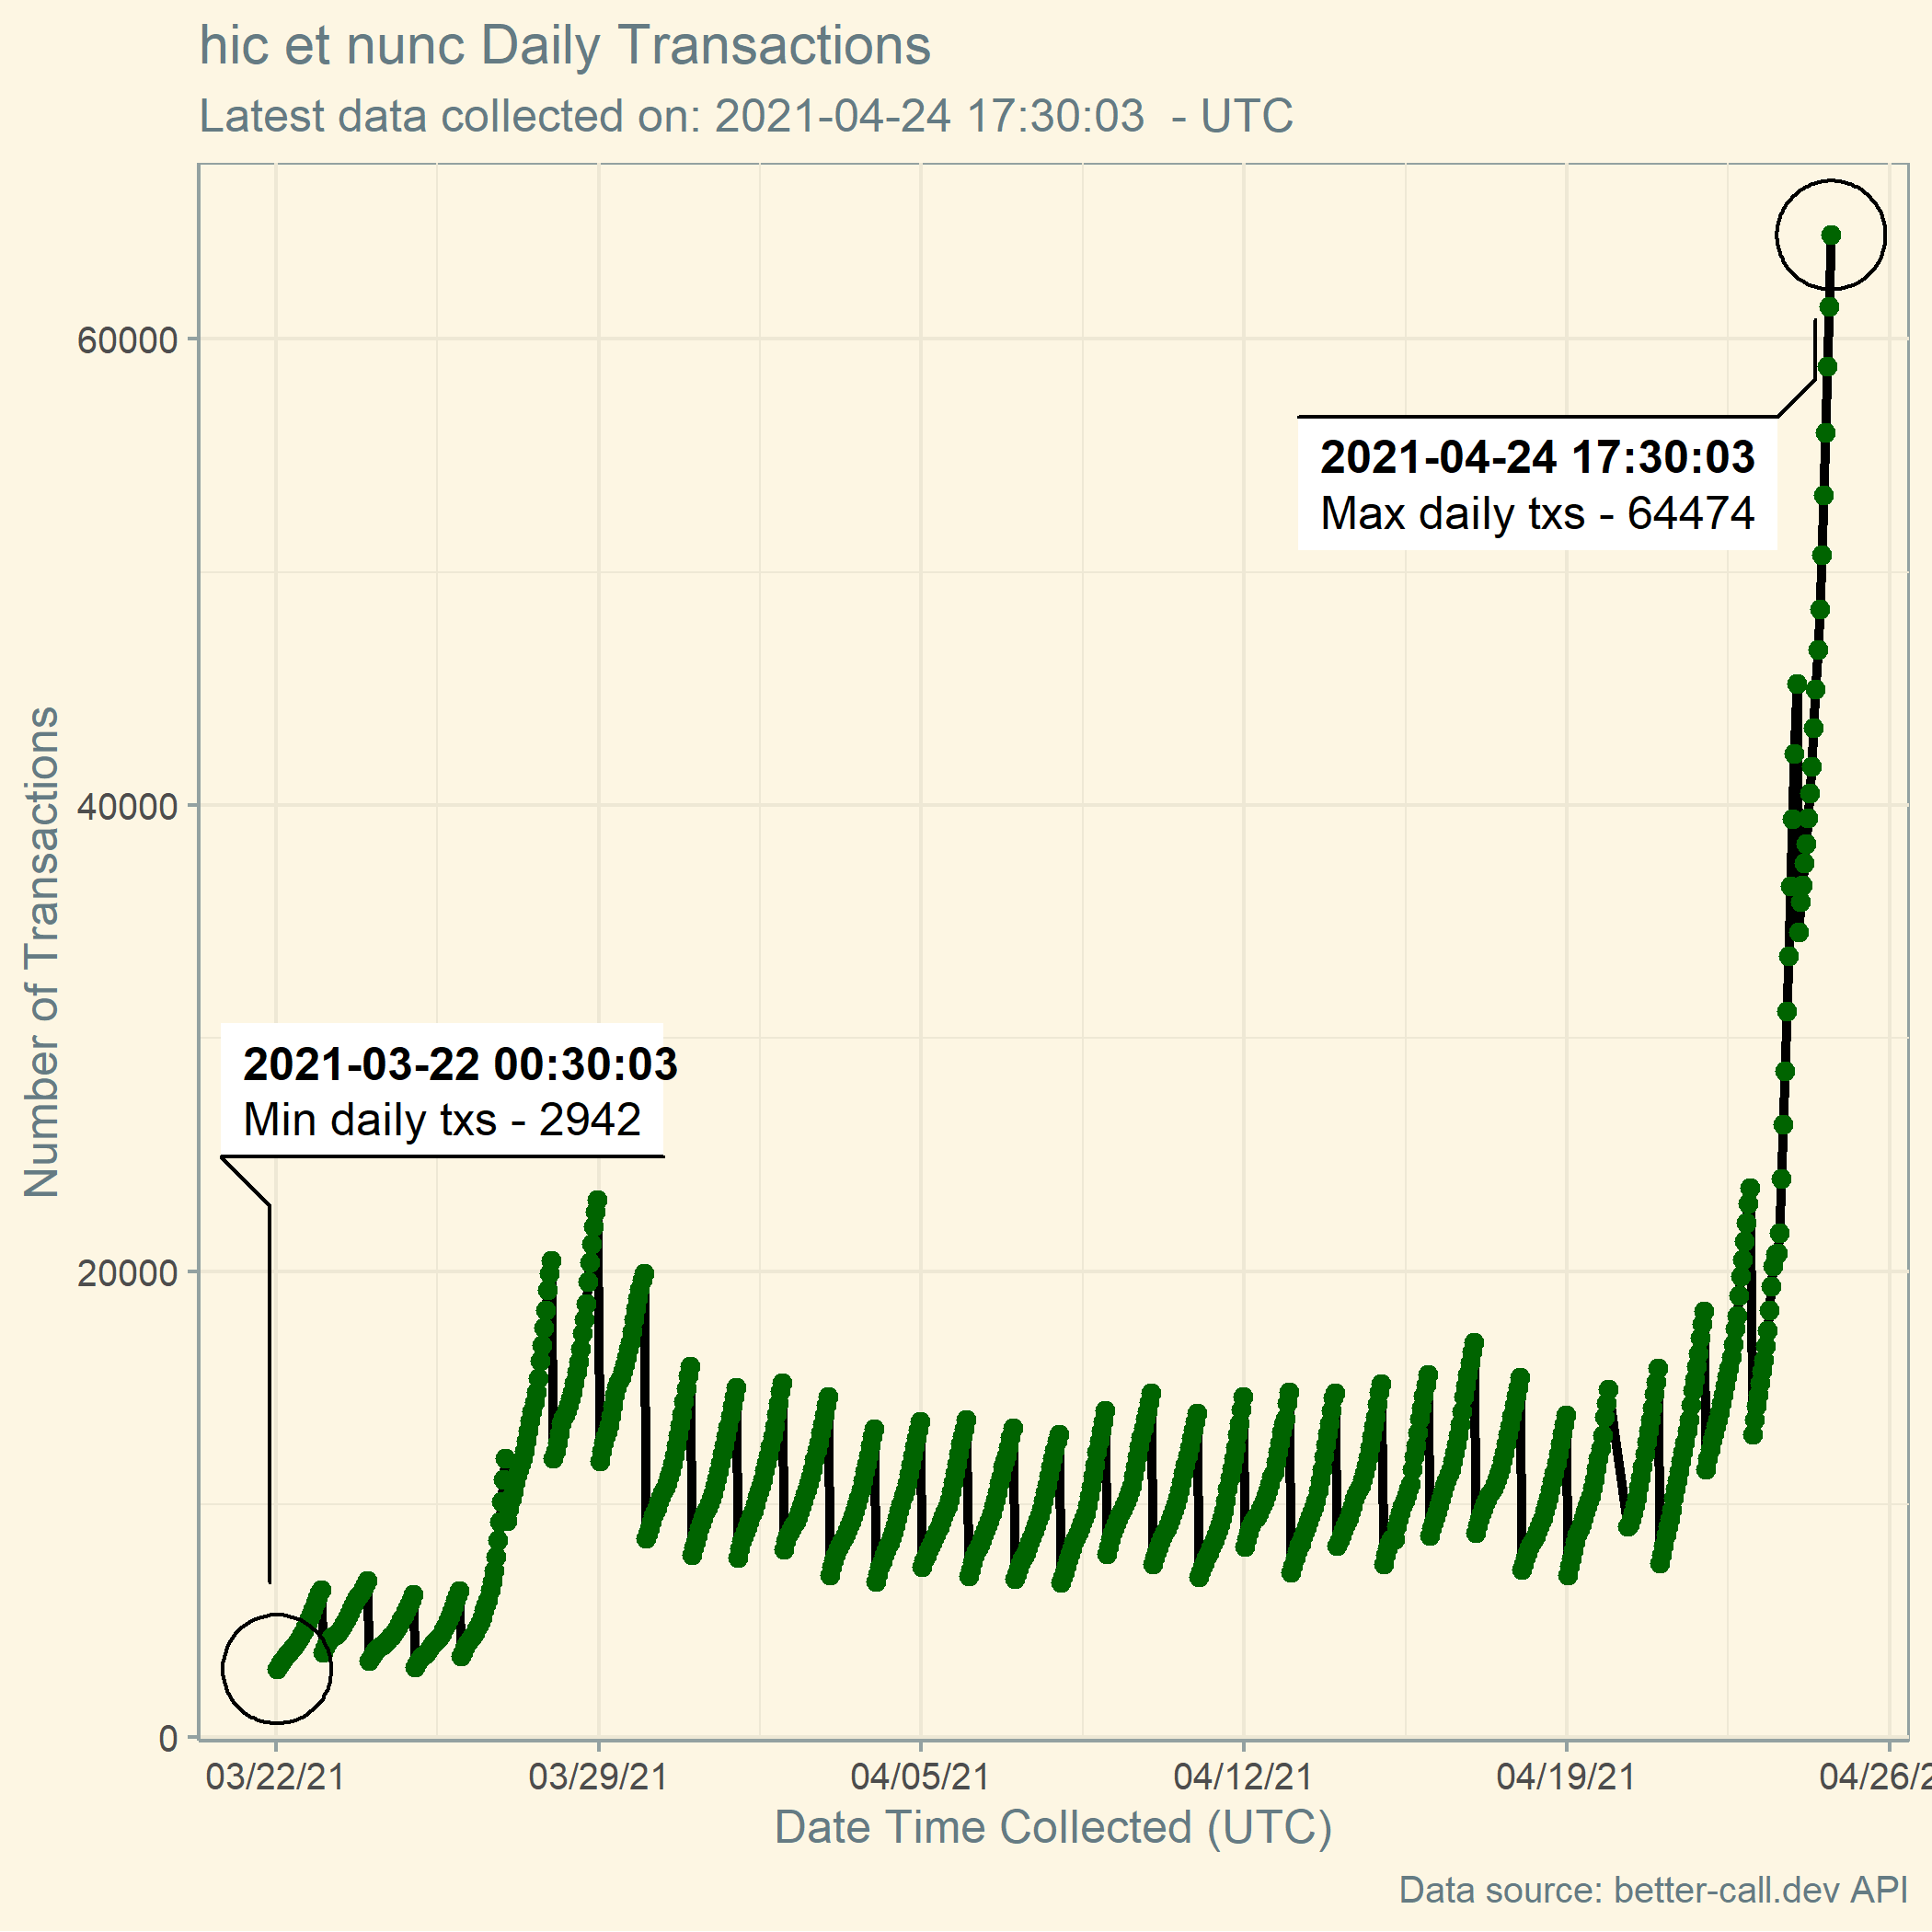 hic et nunc Daily Transactions
Latest data collected on: 2021-04-24 17:30:03  - UTC
60000
2021-04-24 17:30:03
Max daily txs - 64474
40000
Number of Transactions
2021-03-22 00:30:03
Min daily txs - 2942
20000
0
03/22/21
03/29/21
04/05/21
04/12/21
04/19/21
04/26/2
Date Time Collected (UTC)
Data source: better-call.dev API